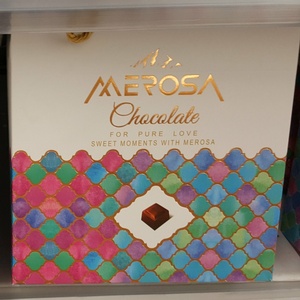 MEROSA
Chocolate
FOR PURE LOVE
SWEET MOMENTS WITH MEROSA